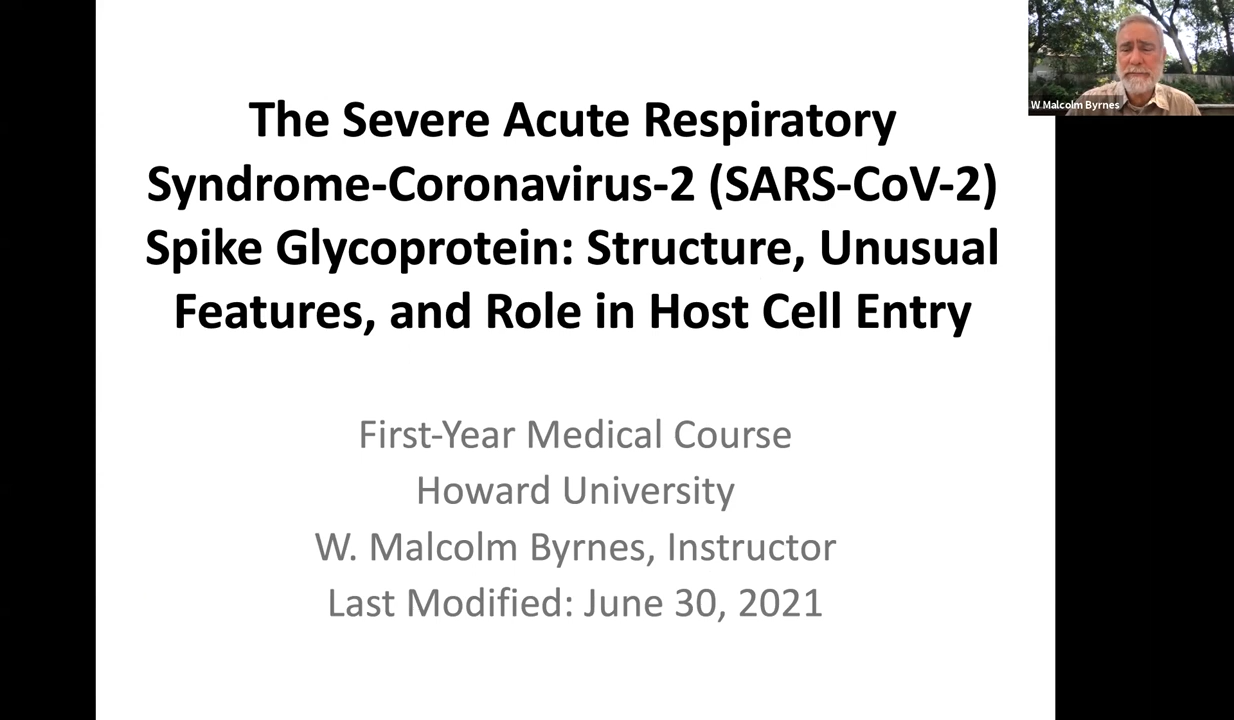 The Severe Acute Respiratory
Syndrome-Coronavirus-2 (SARS-CoV-2)
Spike Glycoprotein: Structure, Unusual
Features, and Role in Host Cell Entry
First-Year Medical Course
Howard University
W. Malcolm Byrnes, Instructor
Last Modified: June 30, 2021
W Malcolm Byrnes